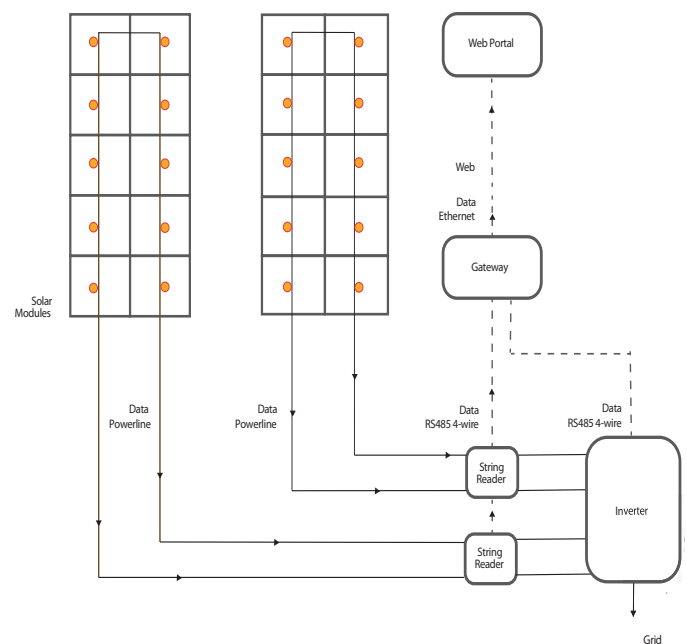 Web Portal
Web
Data
Ethernet
Gateway
Solar
Modules
Data
Powerline
Data
Powerline
Data
RS485 4-wire
Data
RS485 4-wire
String
Reader
Inverter
String
Reader
Grid